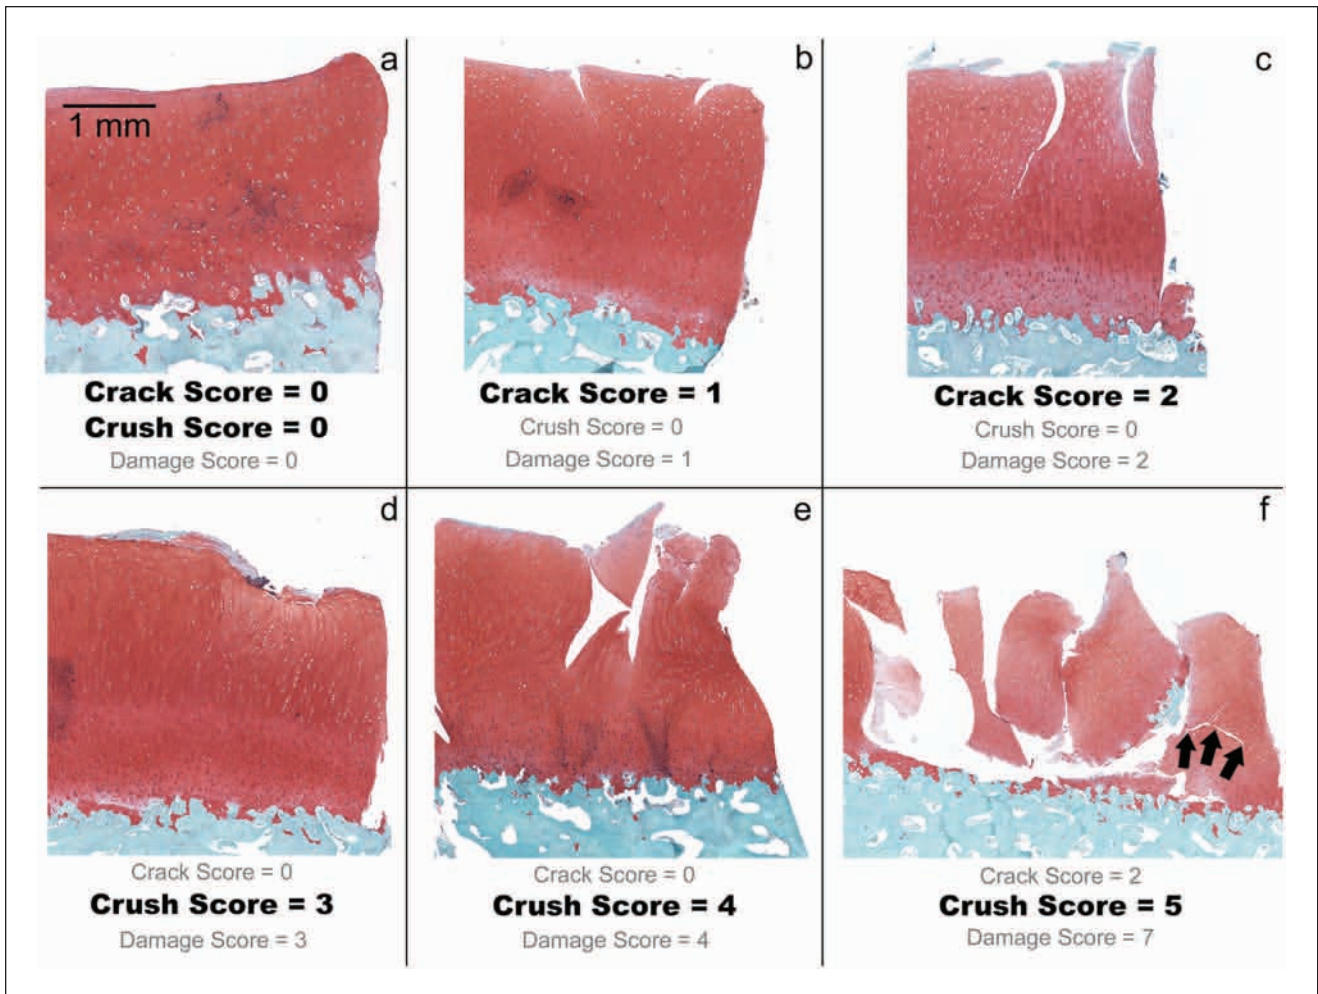 a
1 mm
Crack Score = 0
Crush Score = 0
Damage Score = 0
b
Crack Score = 1
Crush Score = 0
Damage Score = 1
c
Crack Score = 2
Crush Score = 0
Damage Score = 2
d
Crack Score = 0
Crush Score = 3
Damage Score = 3
e
Crack Score = 0
Crush Score = 4
Damage Score = 4
f
Crack Score = 2
Crush Score = 5
Damage Score = 7